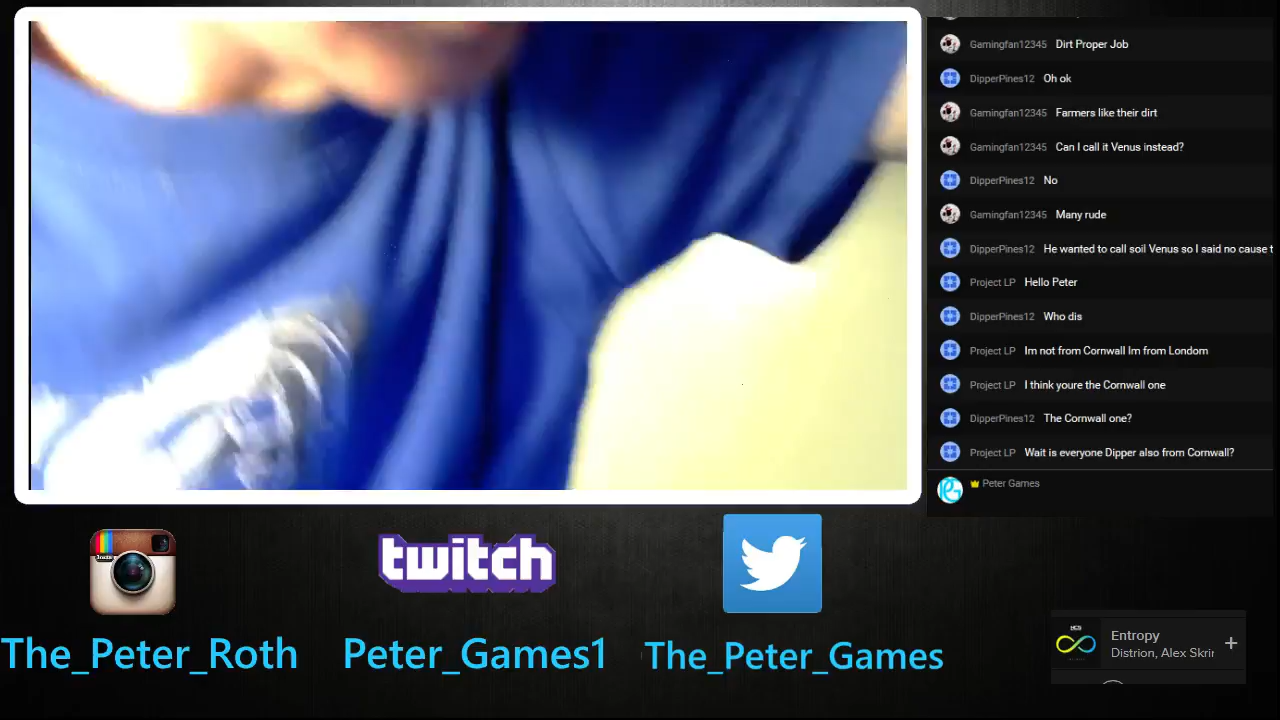 Gamingfan12345 Dirt Proper Job
DipperPines12 Oh ok
Gamingfan12345 Farmers like their dirt
Gamingfan12345 Can I call it Venus instead?
DipperPines12 No
Gamingfan12345 Many rude
DipperPines12 He wanted to call soil Venus so I said no cause t
Project LP Hello Peter
DipperPines12 Who dis
Project LP Im not from Cornwall Im from Londom
Project LP I think youre the Cornwall one
DipperPines12 The Cornwall one?
Project LP Wait is everyone Dipper also from Cornwall?
PG Peter Games
twitch
The_Peter_Roth Peter_Games1 The_Peter_Games
Entropy +
Distrion, Alex Skrir